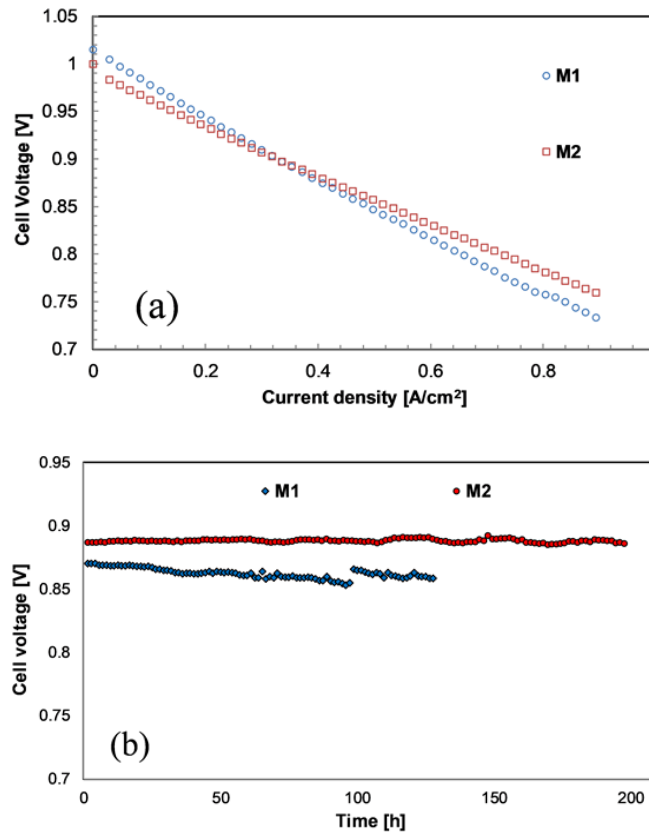 1.05
1
0.95
0.9
0.85
0.8
0.75
0.7
Cell Voltage [V]
M1
M2
(a)
0 0.2 0.4 0.6 0.8
Current density [A/cm²]
0.95
0.9
0.85
0.8
0.7
Cell voltage [V]
M1 M2
(b)
0 50 100 150 200
Time [h]